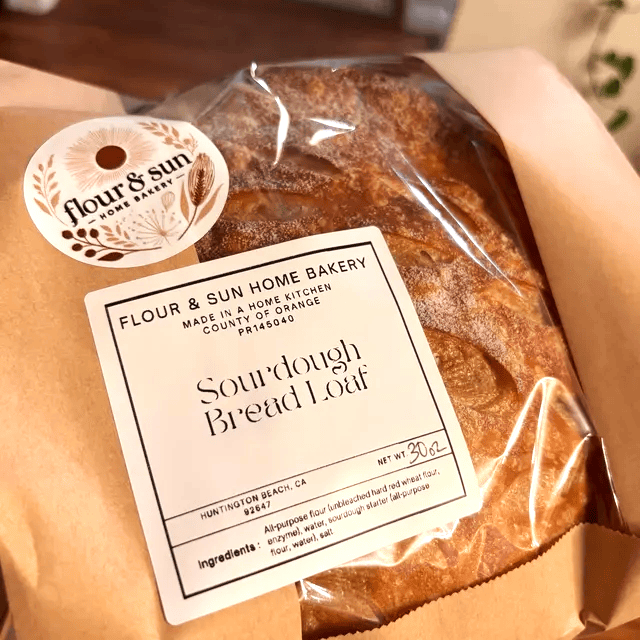 flour & sun
HOME BAKERY
FLOUR & SUN HOME BAKERY
MADE IN A HOME KITCHEN
COUNTY OF ORANGE
PR145040
Sourdough
Bread Loaf
NET WT. 30oz
HUNTINGTON BEACH, CA
92647
Ingredients: All-purpose flour (unbleached hard red wheat flour,
enzyme), water, sourdough starter (all-purpose
flour, water), salt